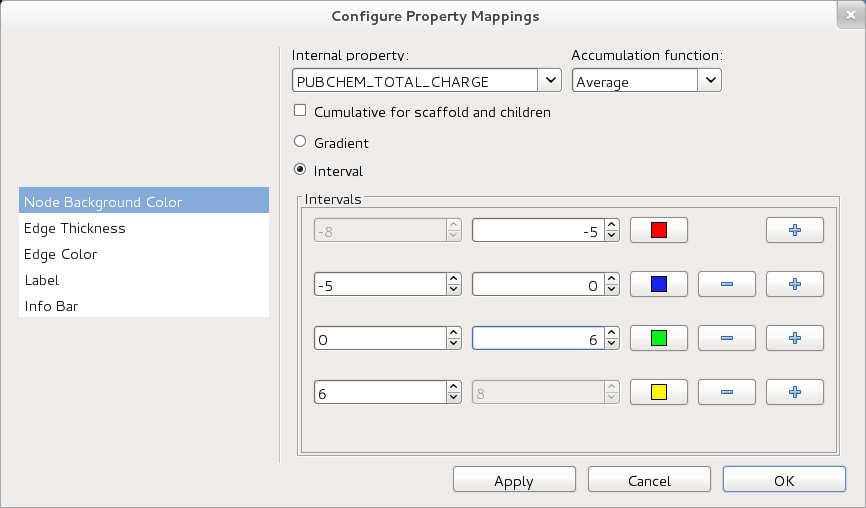 Configure Property Mappings
Internal property:
Accumulation function:
PUBCHEM_TOTAL_CHARGE
Average
Cumulative for scaffold and children
Gradient
Interval
Node Background Color
Edge Thickness
Edge Color
Label
Info Bar
Intervals
-8 -5
-5 0
0 6
6 8
Apply Cancel OK